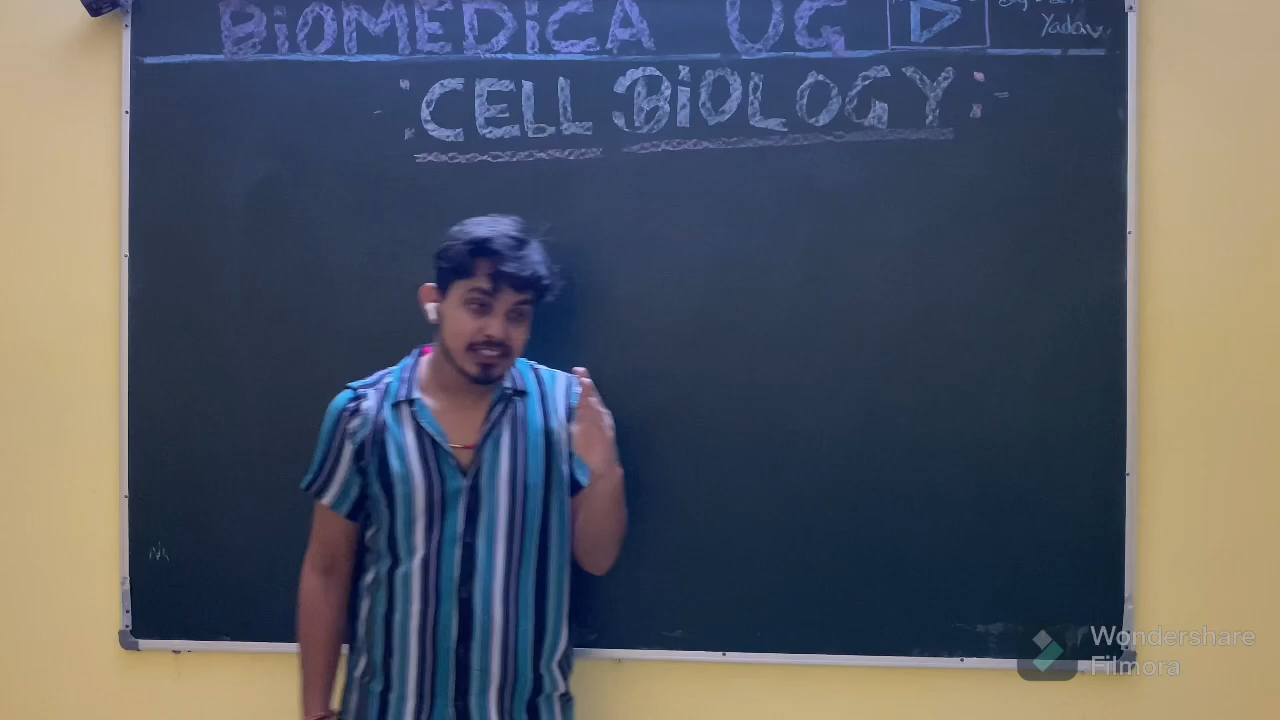 BiOMEDiCA UG
Yadav
: CELL BiOLOGY :-
Wondershare
Filmora